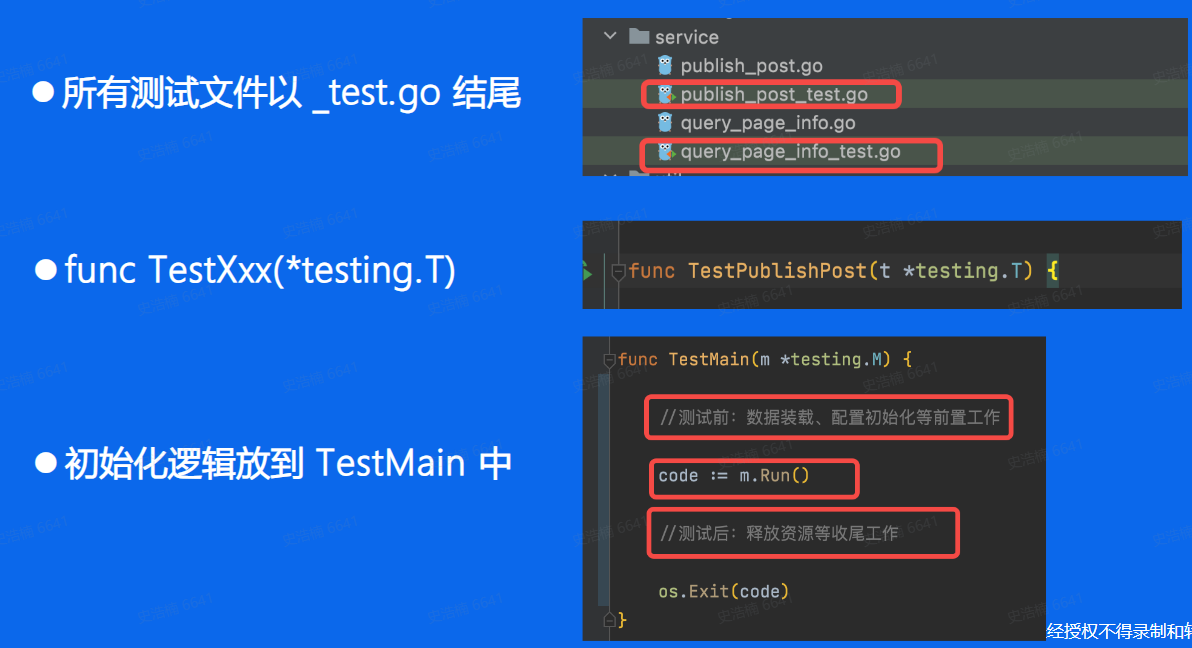 ● 所有测试文件以 _test.go 结尾
service
publish_post.go
publish_post_test.go
query_page_info.go
query_page_info_test.go
● func TestXxx(*testing.T)
func TestPublishPost(t *testing.T) {
● 初始化逻辑放到 TestMain 中
func TestMain(m *testing.M) {
//测试前：数据装载、配置初始化等前置工作
code := m.Run()
//测试后：释放资源等收尾工作
os.Exit(code)
}
经授权不得录制和转
史浩楠 6641